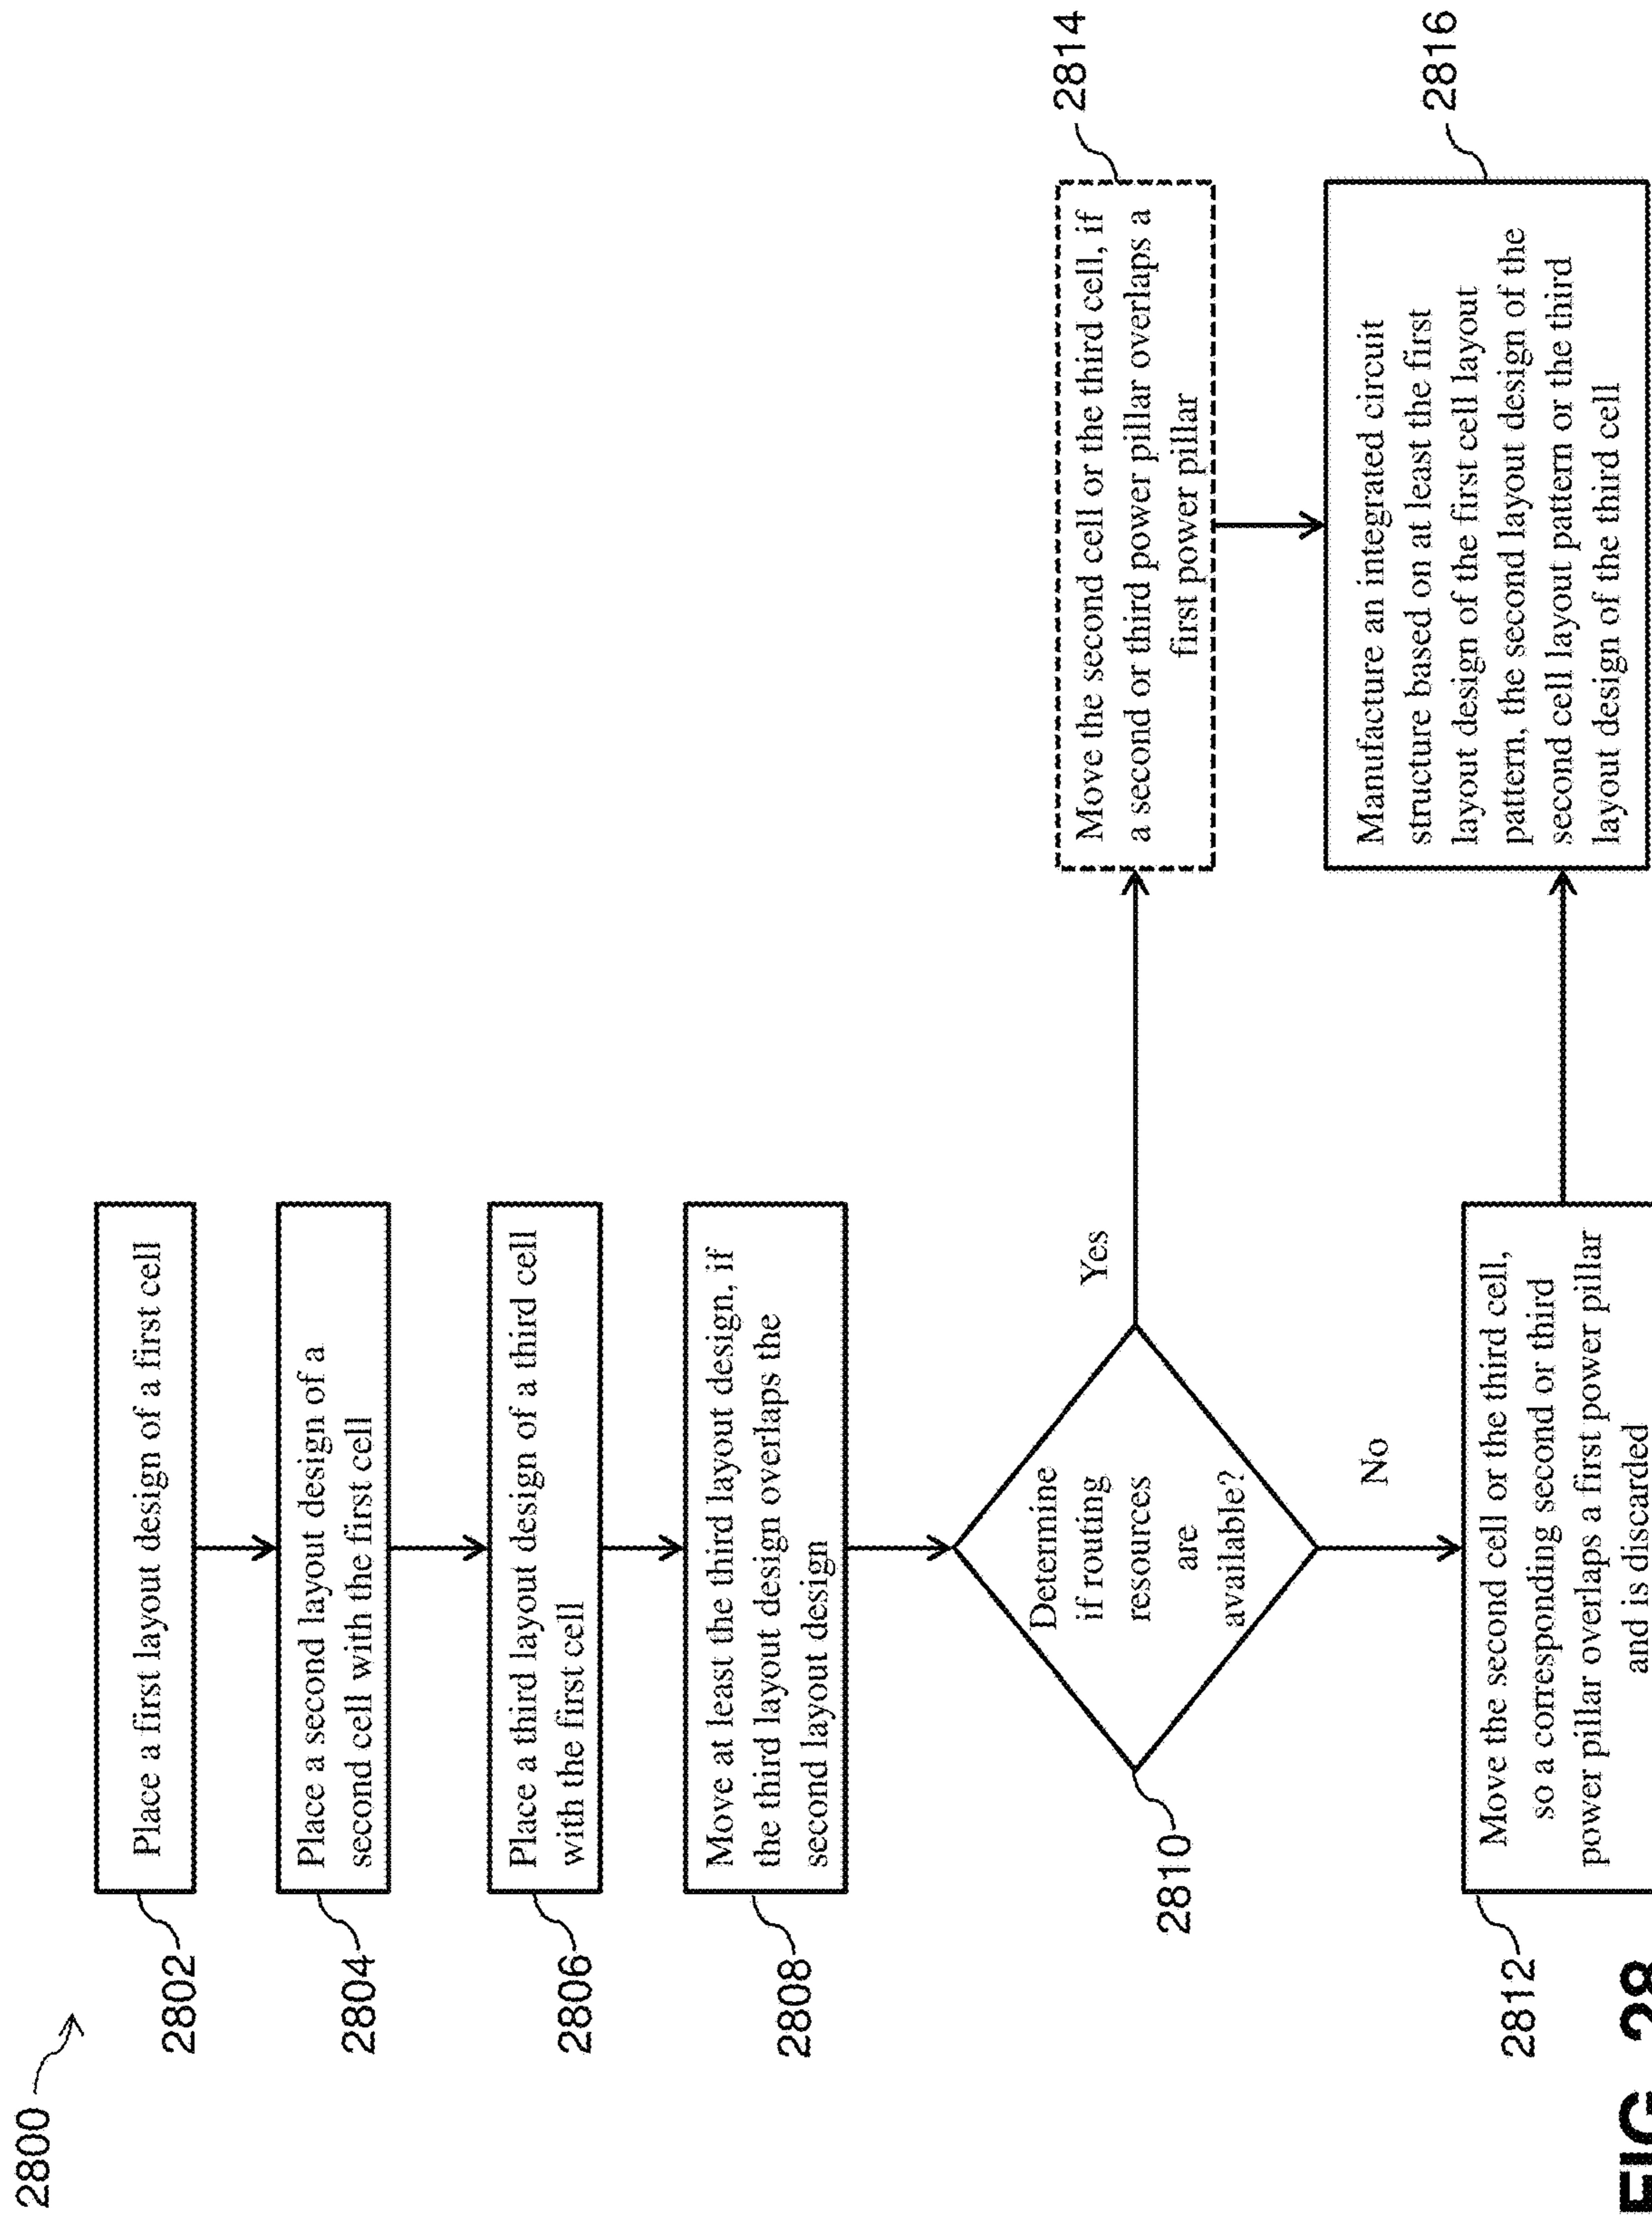 2800
2802
Place a first layout design of a first cell
2804
Place a second layout design of a
second cell with the first cell
2806
Place a third layout design of a third cell
with the first cell
2808
Move at least the third layout design, if
the third layout design overlaps the
second layout design
2810
Determine
if routing
resources
are
available?
Yes
No
2814
Move the second cell or the third cell, if
a second or third power pillar overlaps a
first power pillar
2812
Move the second cell or the third cell,
so a corresponding second or third
power pillar overlaps a first power pillar
and is discarded
2816
Manufacture an integrated circuit
structure based on at least the first
layout design of the first cell layout
pattern, the second layout design of the
second cell layout pattern or the third
layout design of the third cell
FIG. 28